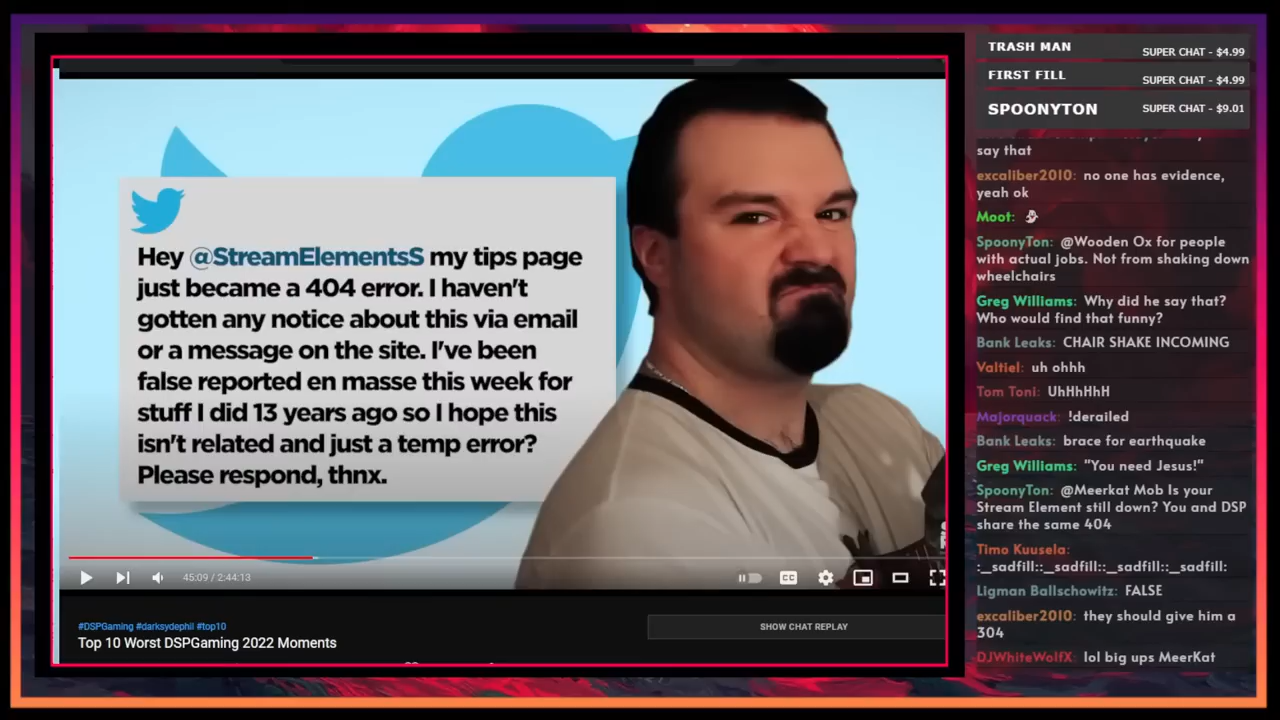 TRASH MAN
SUPER CHAT - $4.99
FIRST FILL
SUPER CHAT - $4.99
SPOONYTON
SUPER CHAT - $9.01
Hey @StreamElementsS my tips page
just became a 404 error. I haven't
gotten any notice about this via email
or a message on the site. I've been
false reported en masse this week for
stuff I did 13 years ago so I hope this
isn't related and just a temp error?
Please respond, thnx.
45:09 / 2:44:13
CC
#DSPGaming #darksydephil #top10
Top 10 Worst DSPGaming 2022 Moments
SHOW CHAT REPLAY
say that
excaliber2010: no one has evidence,
yeah ok
Moot:
SpoonyTon: @Wooden Ox for people
with actual jobs. Not from shaking down
wheelchairs
Greg Williams: Why did he say that?
Who would find that funny?
Bank Leaks: CHAIR SHAKE INCOMING
Valtiel: uh ohhh
Tom Toni: UhHhHhH
Majorquack: !derailed
Bank Leaks: brace for earthquake
Greg Williams: "You need Jesus!"
SpoonyTon: @Meerkat Mob Is your
Stream Element still down? You and DSP
share the same 404
Timo Kuusela:
:_sadfill::_sadfill::_sadfill::_sadfill:
Ligman Ballschowitz: FALSE
excaliber2010: they should give him a
304
DJWhiteWolfX: lol big ups MeerKat